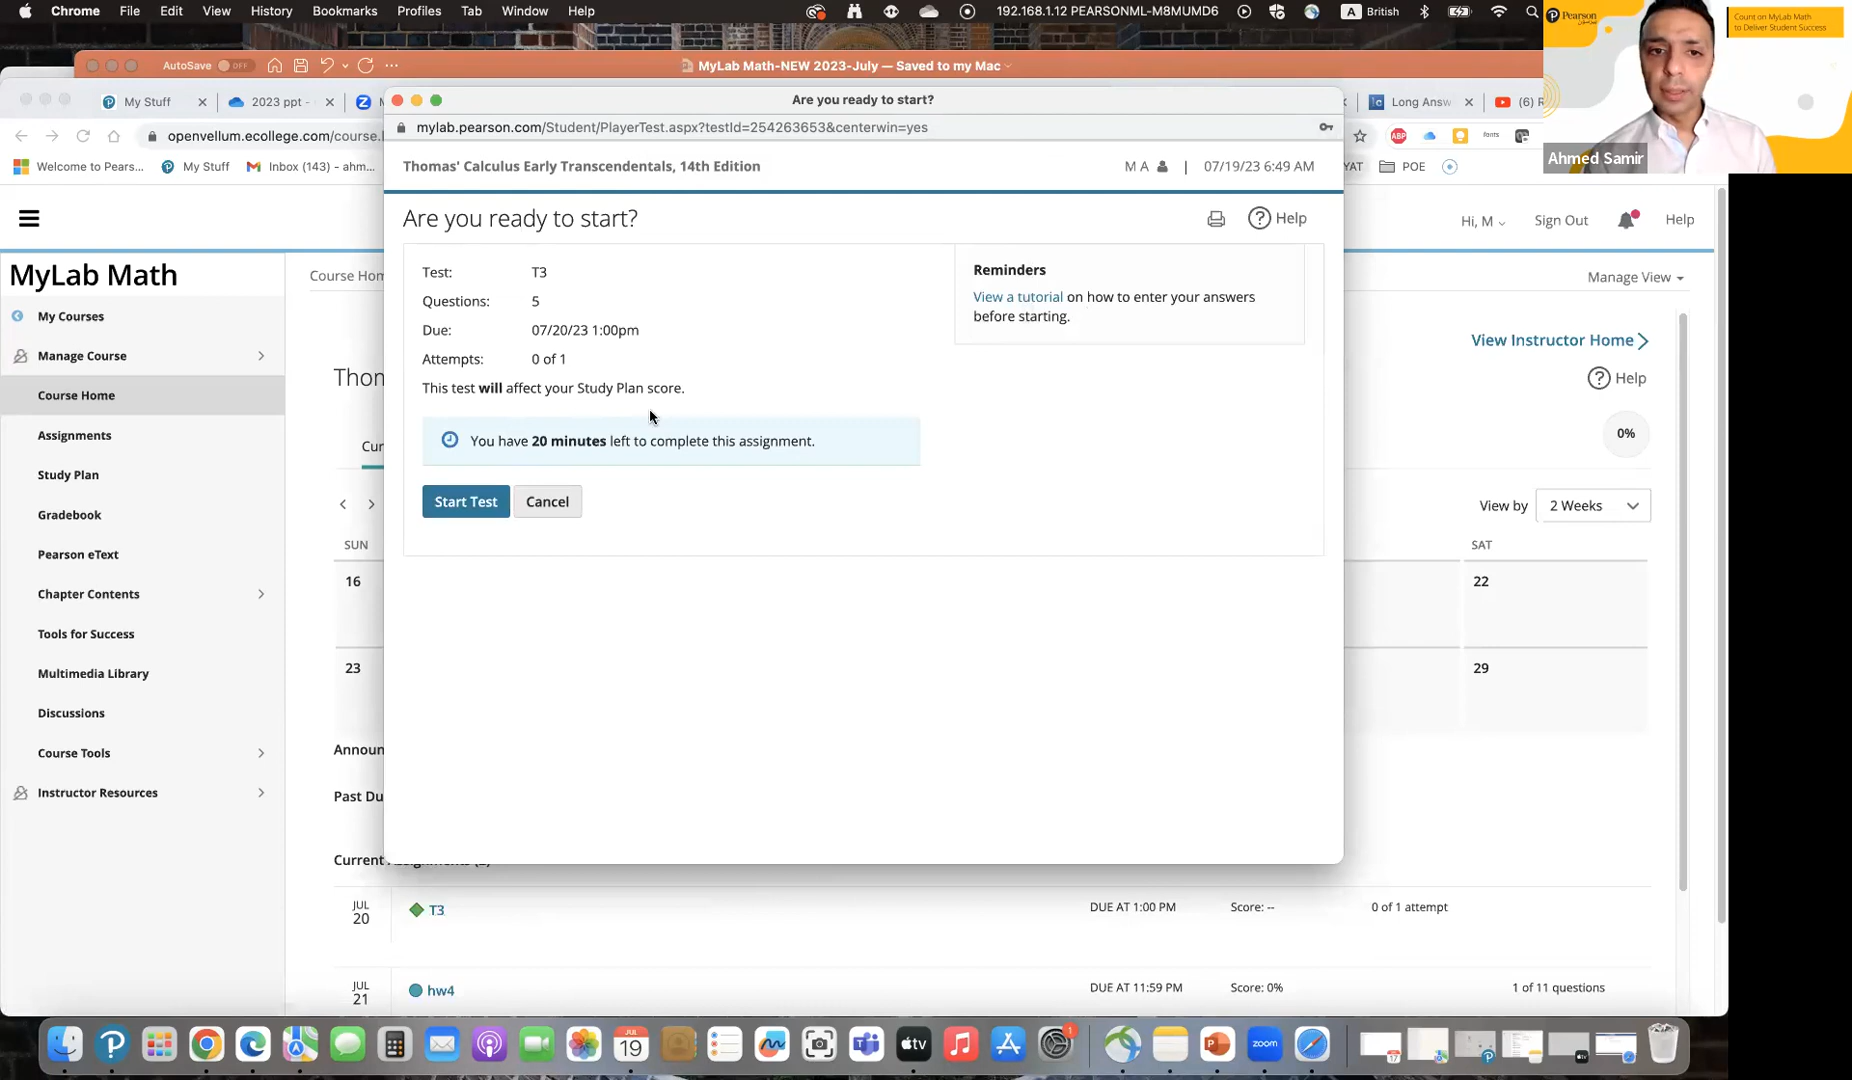 Chrome File Edit View History Bookmarks Profiles Tab Window Help 192.168.1.12 PEARSONML-M8MUMD6 A British
AutoSave OFF MyLab Math-NEW 2023-July — Saved to my Mac
My Stuff 2023 ppt - Long Answ (6) R
Are you ready to start?
openvellum.ecollege.com/course.
mylab.pearson.com/Student/PlayerTest.aspx?testId=254263653&centerwin=yes
ABP fonts
Welcome to Pears... My Stuff Inbox (143) - ahm... YAT POE
Thomas' Calculus Early Transcendentals, 14th Edition M A | 07/19/23 6:49 AM
Pearson
Count on MyLab Math
to Deliver Student Success
Ahmed Samir
Are you ready to start? Help
Hi, M Sign Out Help
MyLab Math
Course Hom
Manage View
My Courses
Manage Course
Course Home
Assignments
Study Plan
Gradebook
Pearson eText
Chapter Contents
Tools for Success
Multimedia Library
Discussions
Course Tools
Instructor Resources
Test: T3
Questions: 5
Due: 07/20/23 1:00pm
Attempts: 0 of 1
This test will affect your Study Plan score.
You have 20 minutes left to complete this assignment.
Start Test Cancel
Reminders
View a tutorial on how to enter your answers
before starting.
View Instructor Home
Help
Thom
Cur
0%
View by 2 Weeks
SUN SAT
16 22
23 29
Announ
Past Du
Current Assignments (2)
JUL
20
T3 DUE AT 1:00 PM Score: -- 0 of 1 attempt
JUL
21
hw4 DUE AT 11:59 PM Score: 0% 1 of 11 questions
JUL
19
tv
1
zoom
17